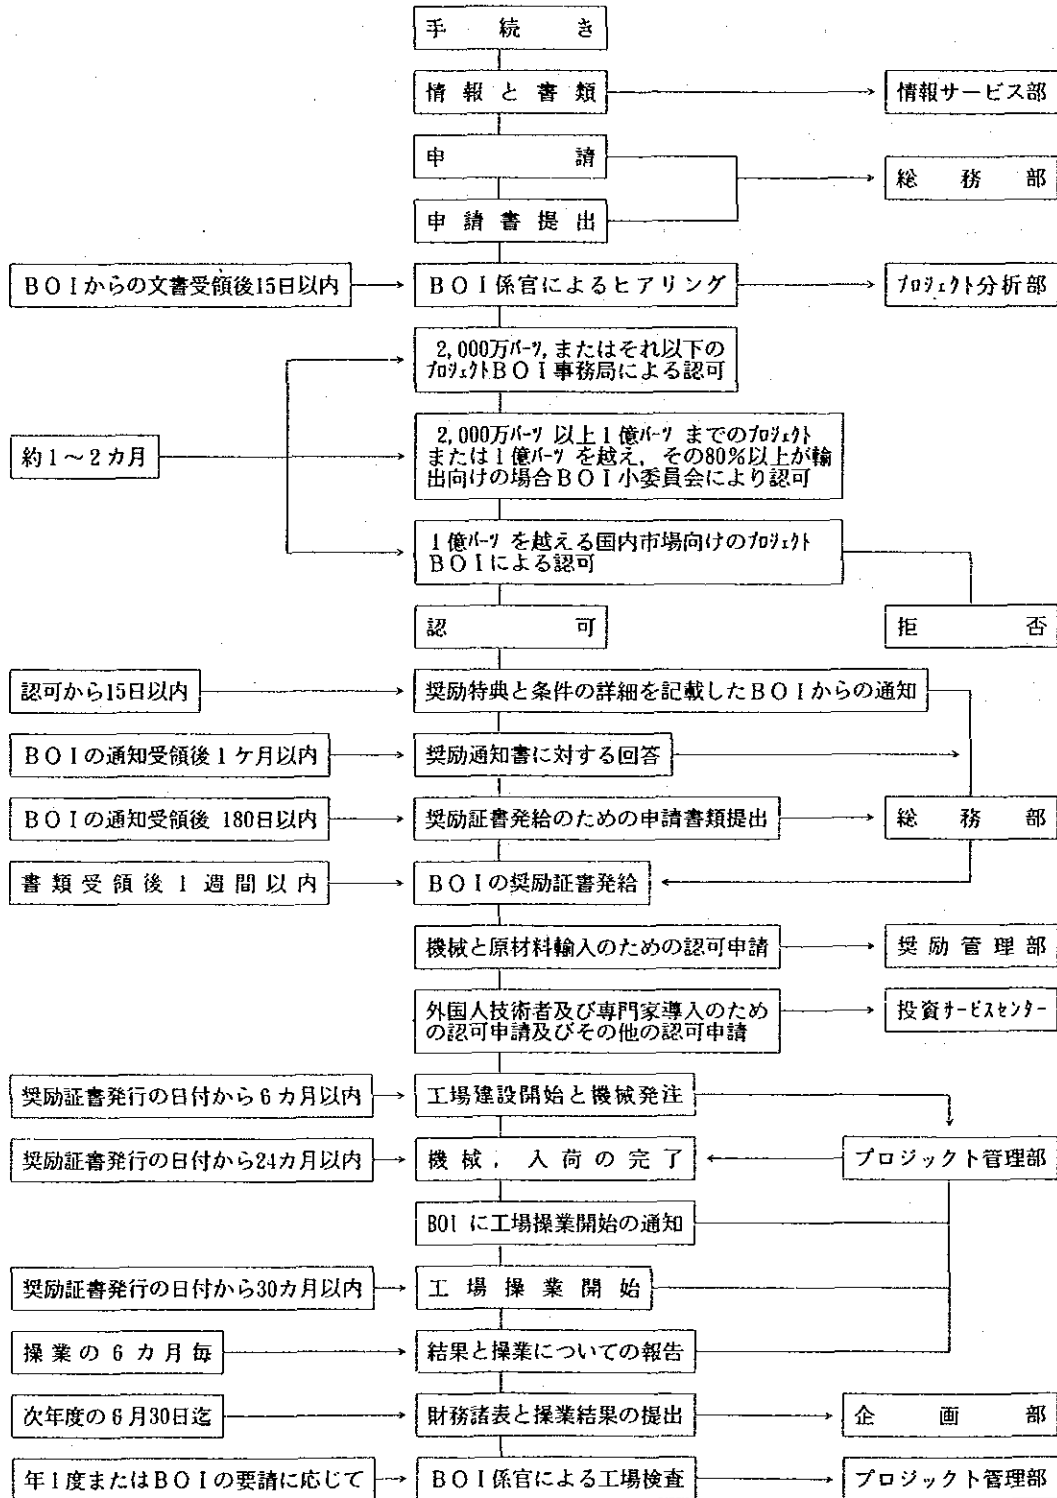 手続き
情報と書類
情報サービス部
申請
総務部
申請書提出
BOIからの文書受領後15日以内
BOI係官によるヒアリング
プロジェクト分析部
2,000万バーツ,またはそれ以下の
プロジェクトBOI事務局による認可
約1～2カ月
2,000万バーツ以上1億バーツまでのプロジェクト
または1億バーツを越え,その80%以上が輸
出向けの場合BOI小委員会により認可
1億バーツを越える国内市場向けのプロジェクト
BOIによる認可
認可
拒否
認可から15日以内
奨励特典と条件の詳細を記載したBOIからの通知
BOIの通知受領後1ケ月以内
奨励通知書に対する回答
BOIの通知受領後180日以内
奨励証書発給のための申請書類提出
総務部
書類受領後1週間以内
BOIの奨励証書発給
機械と原材料輸入のための認可申請
奨励管理部
外国人技術者及び専門家導入のため
の認可申請及びその他の認可申請
投資サービスセンター
奨励証書発行の日付から6カ月以内
工場建設開始と機械発注
奨励証書発行の日付から24カ月以内
機械,入荷の完了
プロジックト管理部
BOIに工場操業開始の通知
奨励証書発行の日付から30カ月以内
工場操業開始
操業の6カ月毎
結果と操業についての報告
次年度の6月30日迄
財務諸表と操業結果の提出
企画部
年1度またはBOIの要請に応じて
BOI係官による工場検査
プロジックト管理部